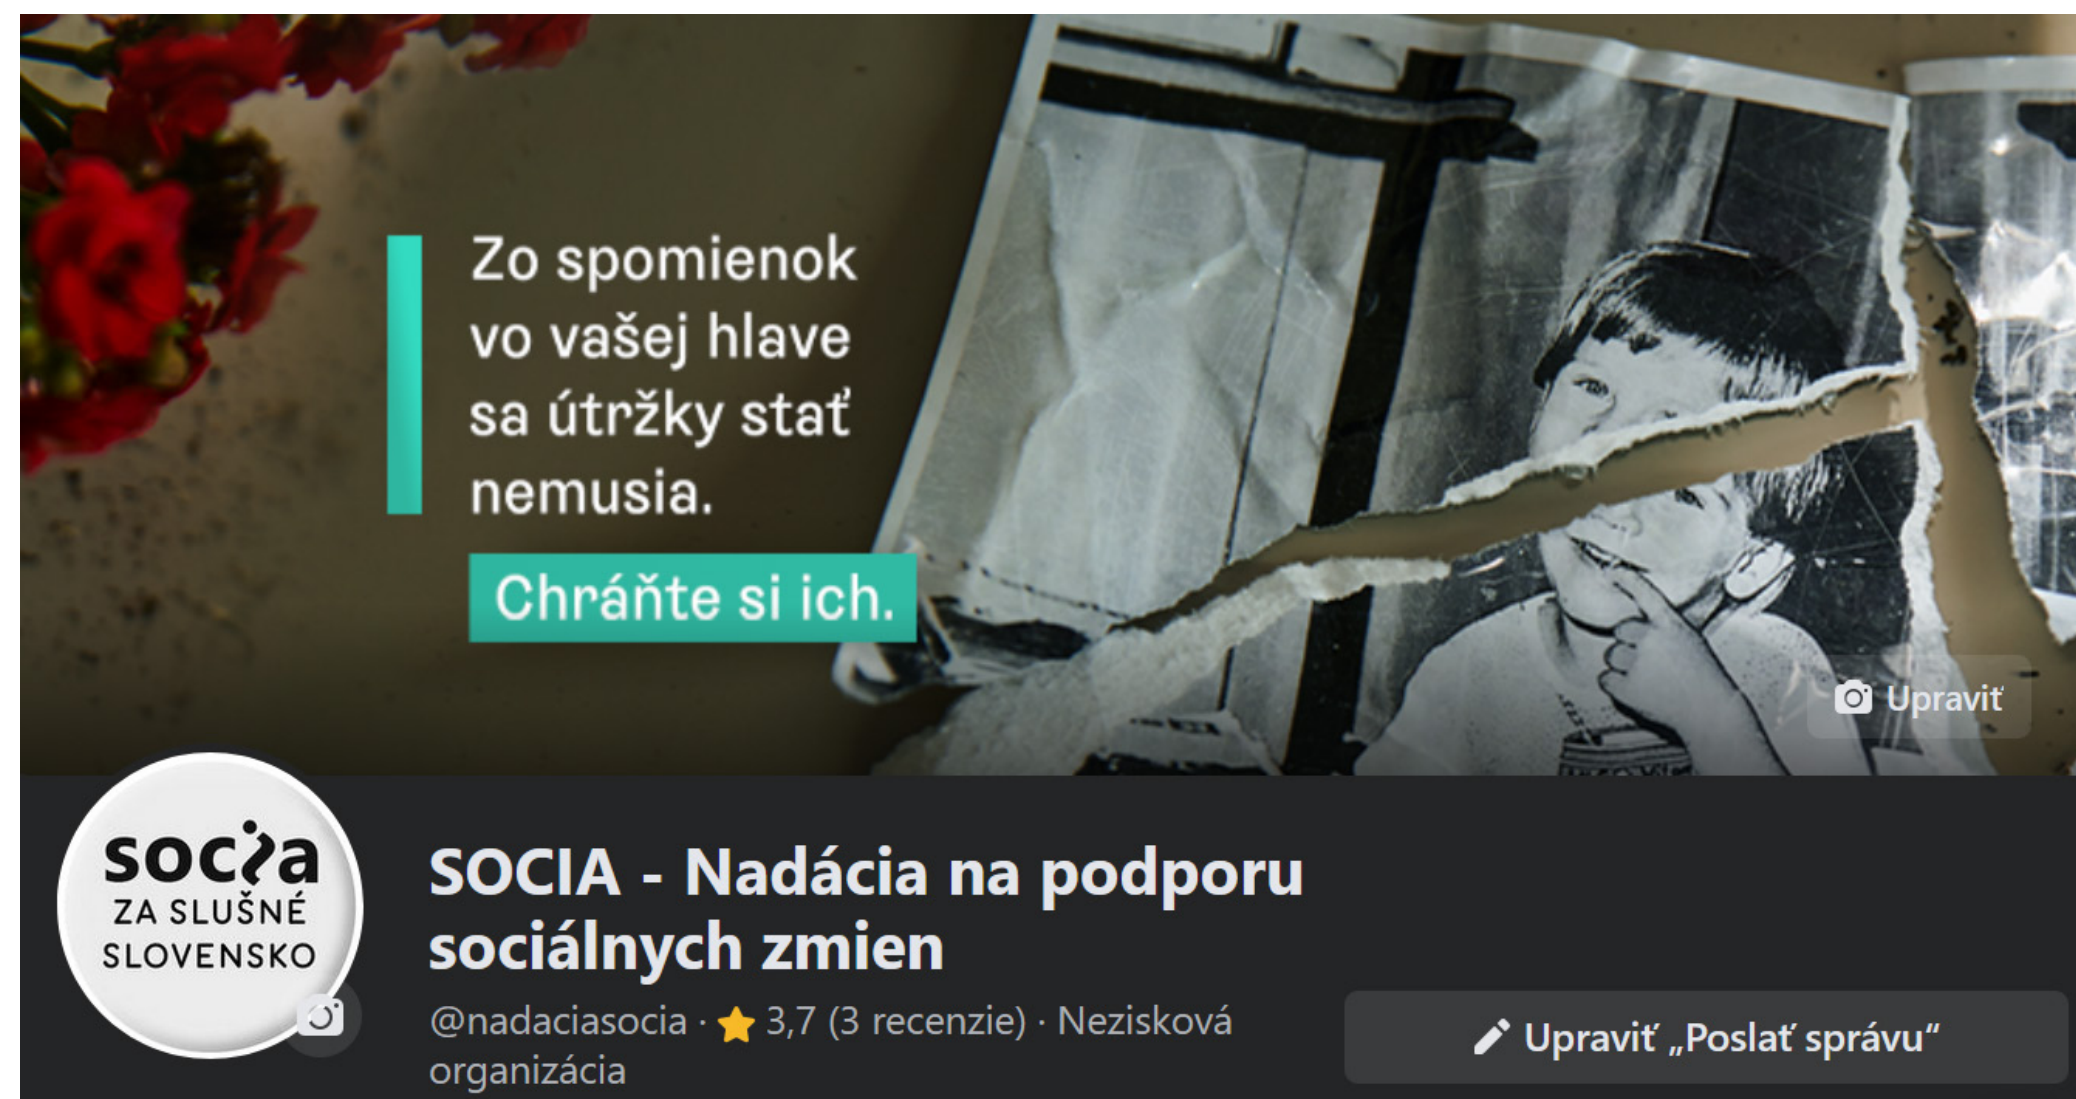 Zo spomienok
vo vašej hlave
sa útržky stať
nemusia.
Chráňte si ich.
Upraviť
socia
ZA SLUŠNÉ
SLOVENSKO
SOCIA - Nadácia na podporu
sociálnych zmien
@nadaciasocia · ⭐ 3,7 (3 recenzie) · Nezisková
organizácia
Upraviť „Poslať správu“